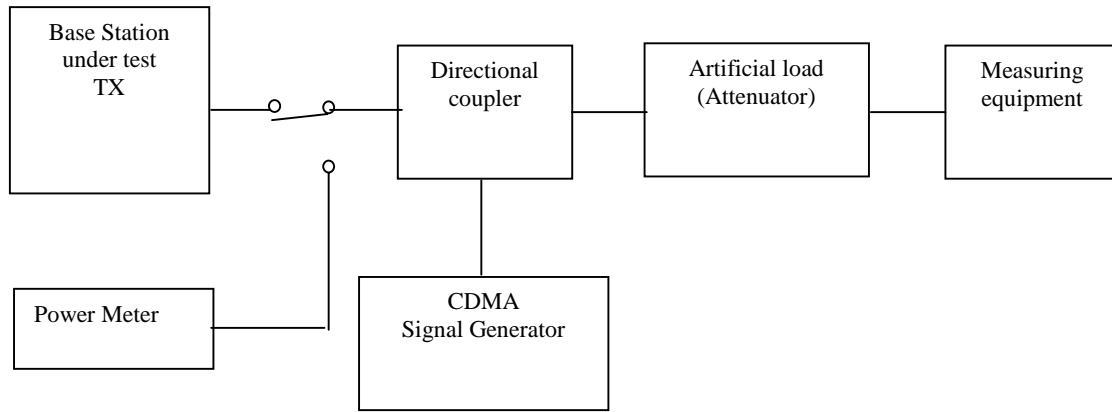 Base Station
under test
TX
Directional
coupler
Artificial load
(Attenuator)
Measuring
equipment
Power Meter
CDMA
Signal Generator